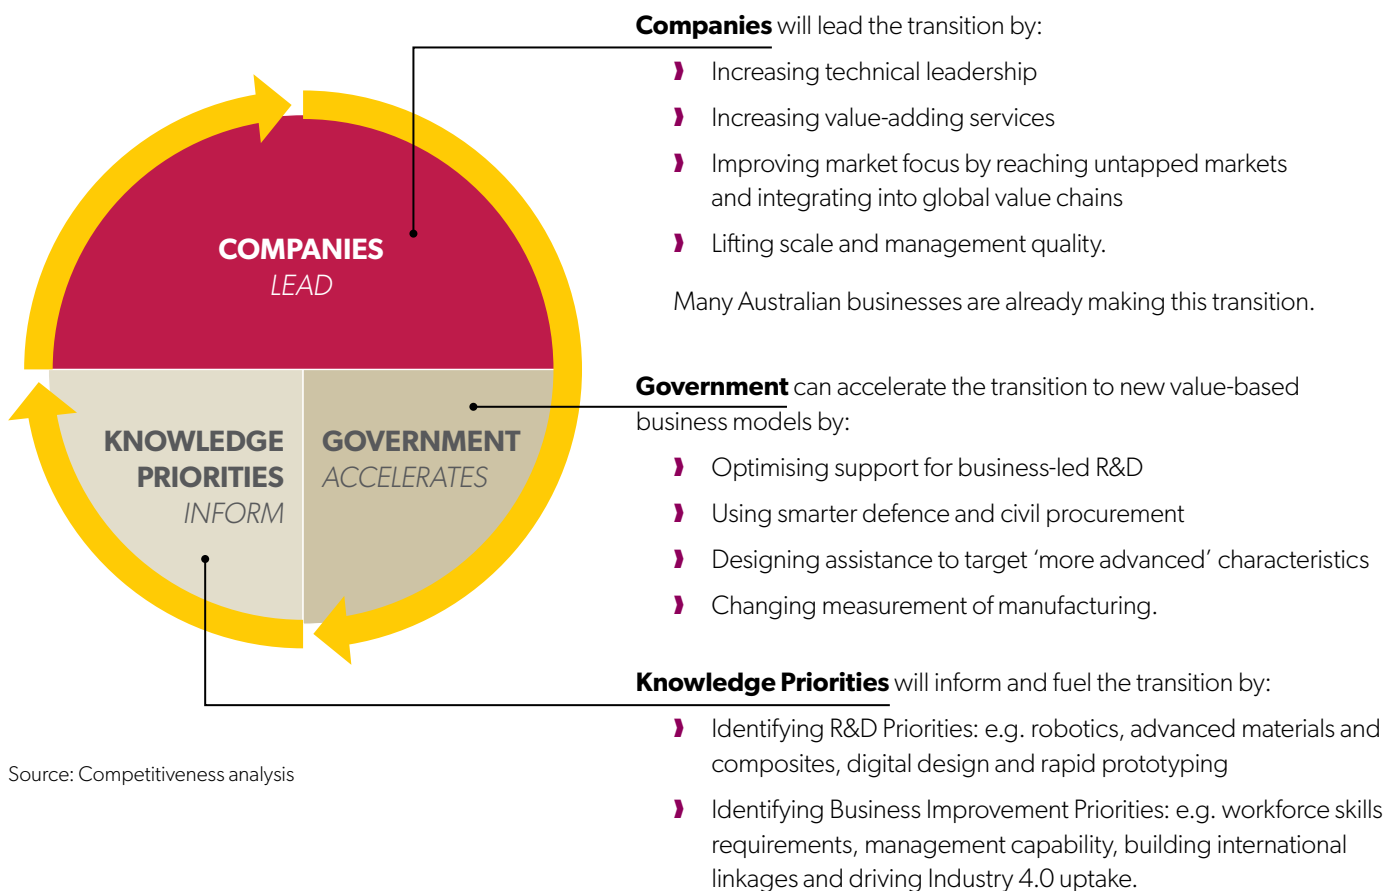 Companies will lead the transition by:
❱ Increasing technical leadership
❱ Increasing value-adding services
❱ Improving market focus by reaching untapped markets
and integrating into global value chains
❱ Lifting scale and management quality.
Many Australian businesses are already making this transition.
COMPANIES
LEAD
KNOWLEDGE
PRIORITIES
INFORM
GOVERNMENT
ACCELERATES
Government can accelerate the transition to new value-based
business models by:
❱ Optimising support for business-led R&D
❱ Using smarter defence and civil procurement
❱ Designing assistance to target ‘more advanced’ characteristics
❱ Changing measurement of manufacturing.
Knowledge Priorities will inform and fuel the transition by:
❱ Identifying R&D Priorities: e.g. robotics, advanced materials and
composites, digital design and rapid prototyping
❱ Identifying Business Improvement Priorities: e.g. workforce skills
requirements, management capability, building international
linkages and driving Industry 4.0 uptake.
Source: Competitiveness analysis